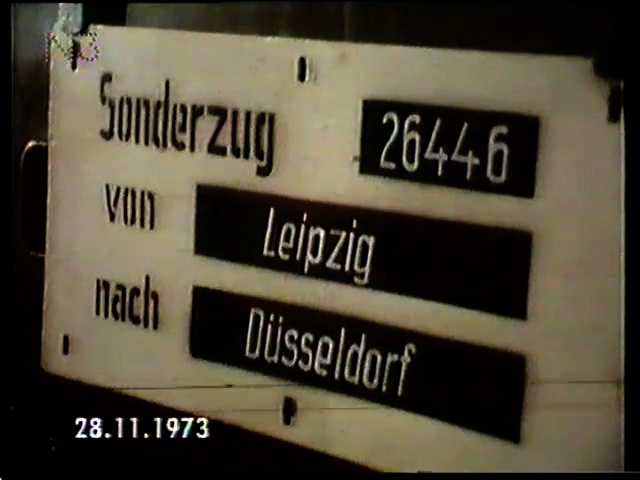 Sonderzug 26446
von Leipzig
nach Düsseldorf
28.11.1973